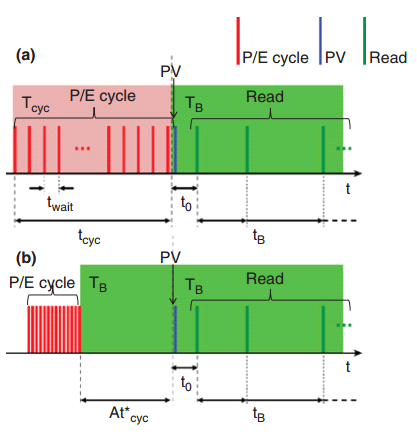 P/E cycle PV Read
(a)
PV
T_cyc P/E cycle T_B Read
...
...
t
t_wait t_0
t_cyc t_B
(b)
PV
P/E cycle T_B T_B Read
...
t
t_0
At*_cyc t_B